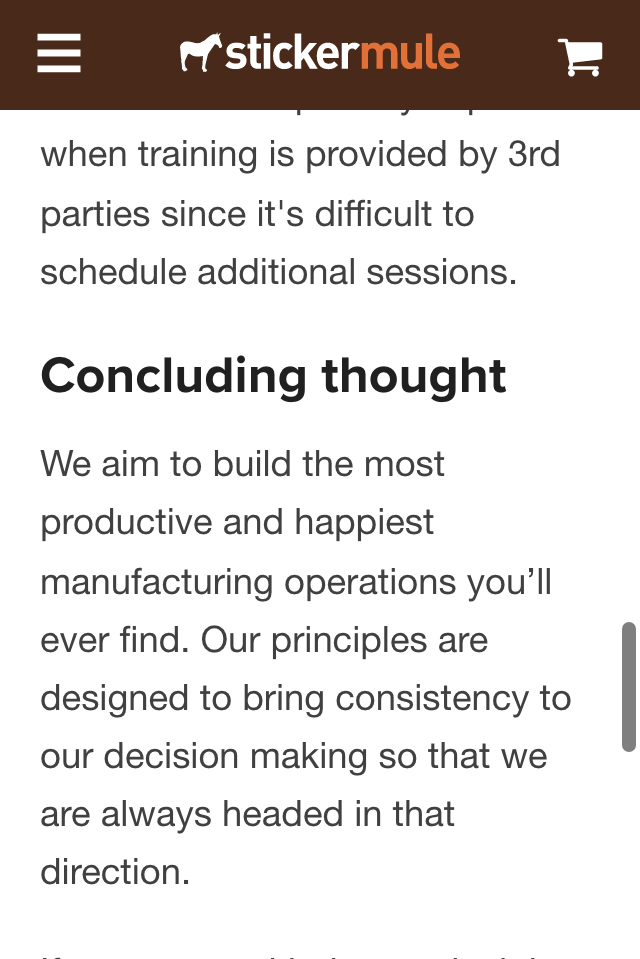 stickermule
when training is provided by 3rd
parties since it's difficult to
schedule additional sessions.
Concluding thought
We aim to build the most
productive and happiest
manufacturing operations you’ll
ever find. Our principles are
designed to bring consistency to
our decision making so that we
are always headed in that
direction.